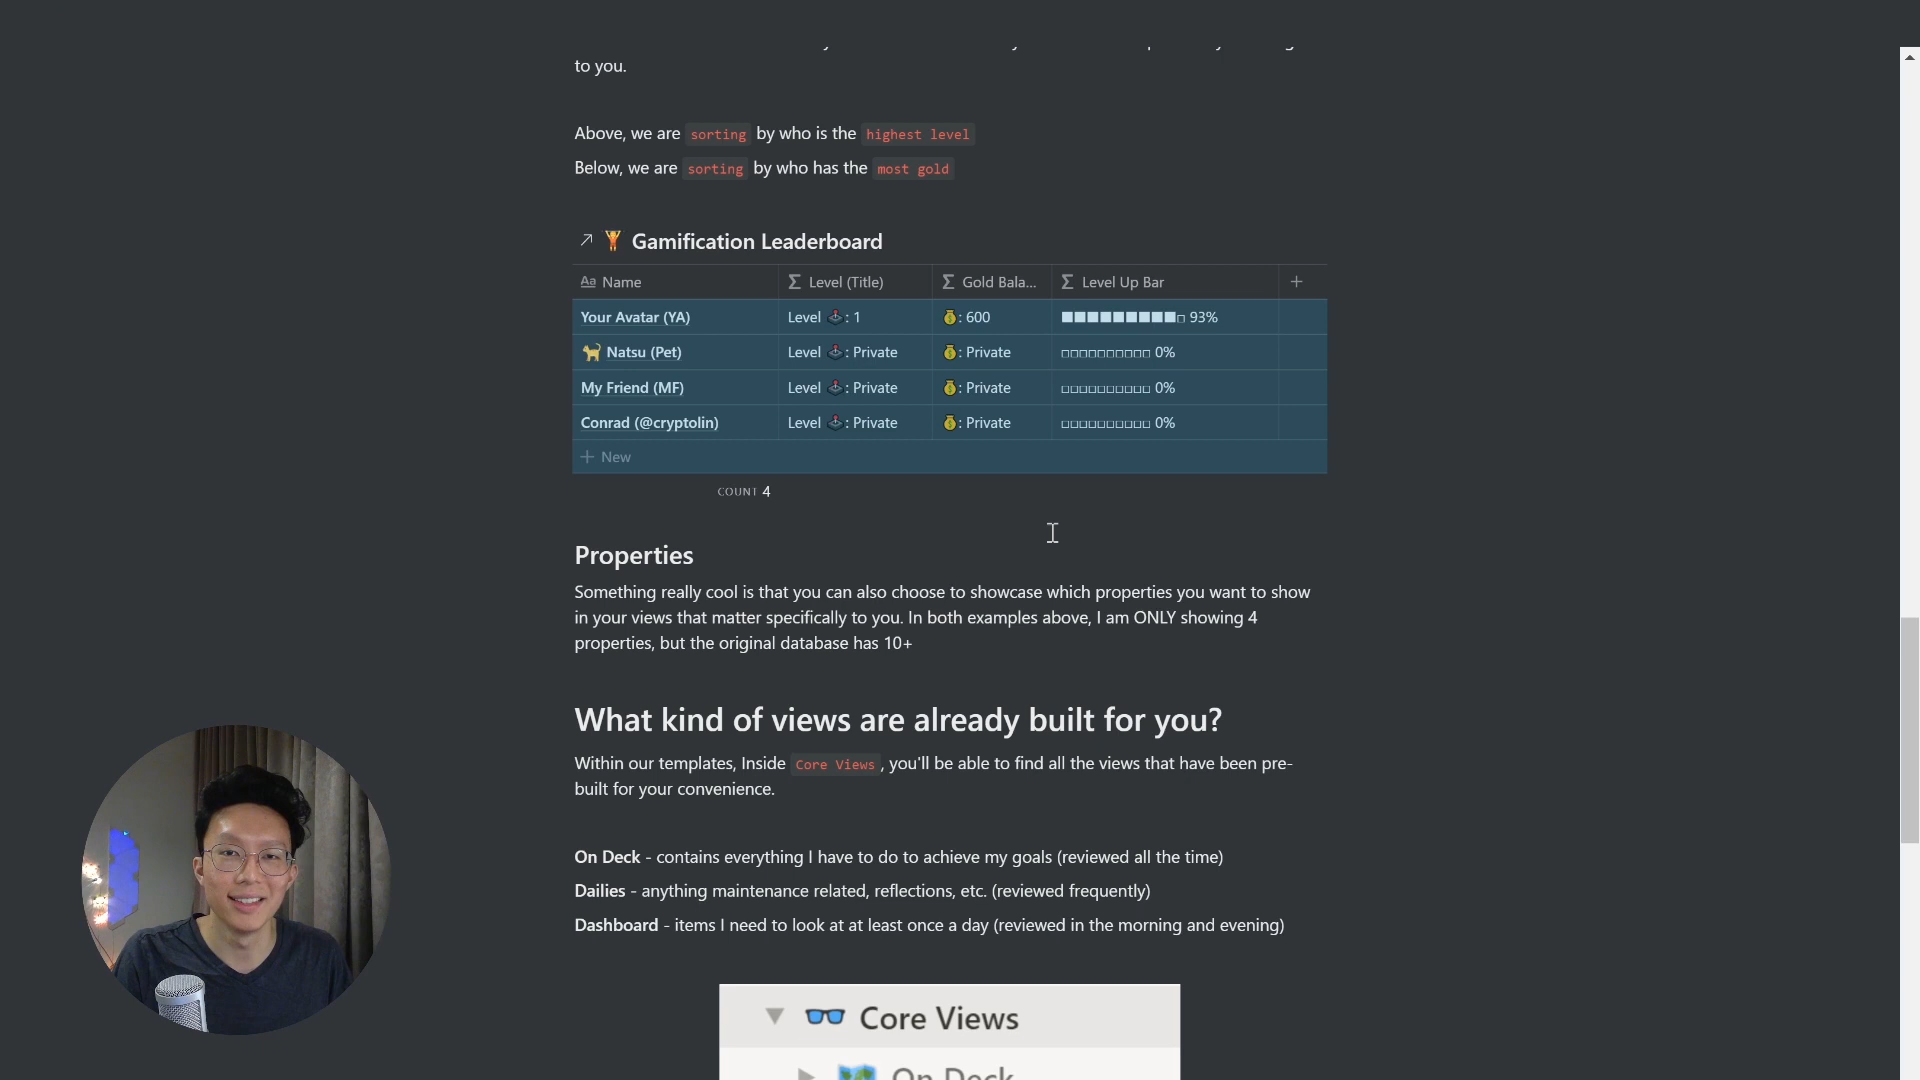 to you.
Above, we are sorting by who is the highest level
Below, we are sorting by who has the most gold
Gamification Leaderboard
Aa Name Σ Level (Title) Σ Gold Bala... Σ Level Up Bar +
Your Avatar (YA) Level 🕹: 1 💰: 600 ■■■■■■■■■□ 93%
Natsu (Pet) Level 🕹: Private 💰: Private □□□□□□□□□□ 0%
My Friend (MF) Level 🕹: Private 💰: Private □□□□□□□□□□ 0%
Conrad (@cryptolin) Level 🕹: Private 💰: Private □□□□□□□□□□ 0%
+ New
COUNT 4
Properties
Something really cool is that you can also choose to showcase which properties you want to show
in your views that matter specifically to you. In both examples above, I am ONLY showing 4
properties, but the original database has 10+
What kind of views are already built for you?
Within our templates, Inside Core Views, you'll be able to find all the views that have been pre-
built for your convenience.
On Deck - contains everything I have to do to achieve my goals (reviewed all the time)
Dailies - anything maintenance related, reflections, etc. (reviewed frequently)
Dashboard - items I need to look at at least once a day (reviewed in the morning and evening)
Core Views
On Deck